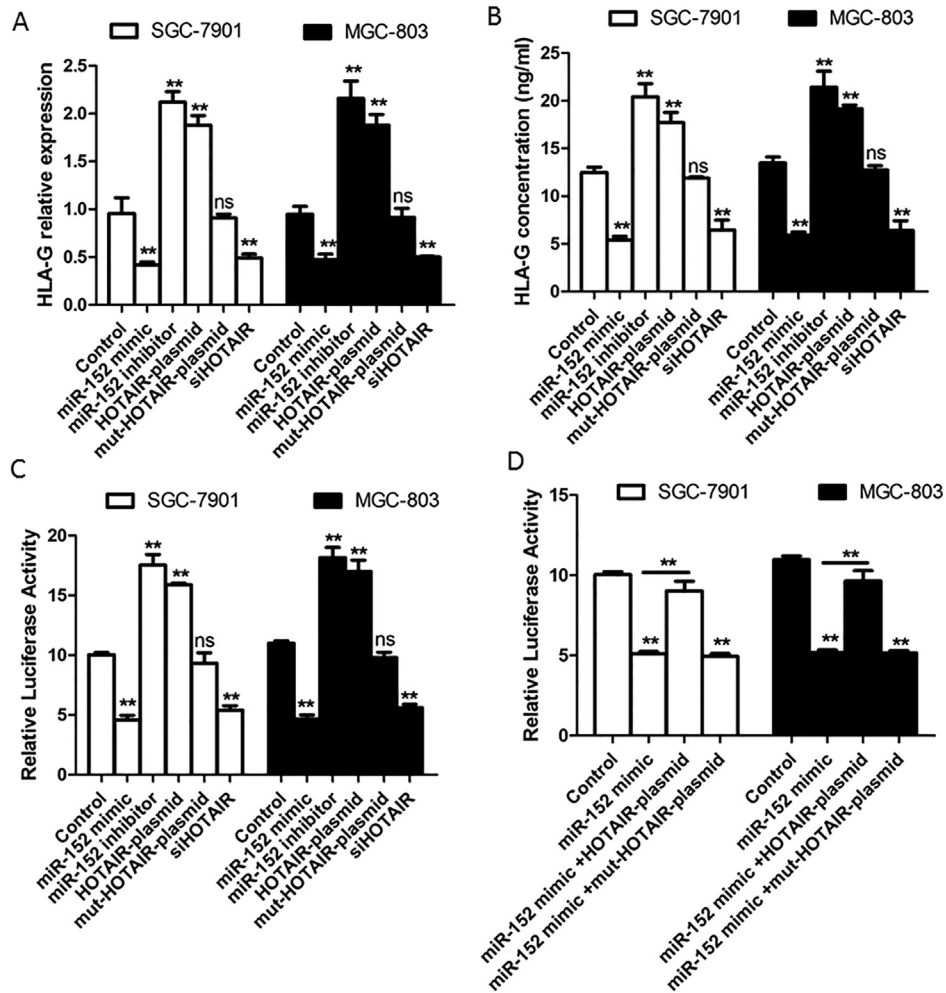 A
SGC-7901
MGC-803
HLA-G relative expression
2.5
2.0
1.5
1.0
0.5
0.0
**
**
**
ns
**
**
**
**
ns
**
Control
miR-152 mimic
miR-152 inhibitor
HOTAIR-plasmid
mut-HOTAIR-plasmid
siHOTAIR
Control
miR-152 mimic
miR-152 inhibitor
HOTAIR-plasmid
mut-HOTAIR-plasmid
siHOTAIR
B
SGC-7901
MGC-803
HLA-G concentration (ng/ml)
25
20
15
10
5
0
**
**
**
ns
**
**
**
**
ns
**
Control
miR-152 mimic
miR-152 inhibitor
HOTAIR-plasmid
mut-HOTAIR-plasmid
siHOTAIR
Control
miR-152 mimic
miR-152 inhibitor
HOTAIR-plasmid
mut-HOTAIR-plasmid
siHOTAIR
C
SGC-7901
MGC-803
Relative Luciferase Activity
20
15
10
5
0
**
**
**
ns
**
**
**
**
ns
**
Control
miR-152 mimic
miR-152 inhibitor
HOTAIR-plasmid
mut-HOTAIR-plasmid
siHOTAIR
Control
miR-152 mimic
miR-152 inhibitor
HOTAIR-plasmid
mut-HOTAIR-plasmid
siHOTAIR
D
SGC-7901
MGC-803
Relative Luciferase Activity
15
10
5
0
**
**
**
**
**
**
Control
miR-152 mimic
miR-152 mimic +HOTAIR-plasmid
miR-152 mimic +mut-HOTAIR-plasmid
Control
miR-152 mimic
miR-152 mimic +HOTAIR-plasmid
miR-152 mimic +mut-HOTAIR-plasmid